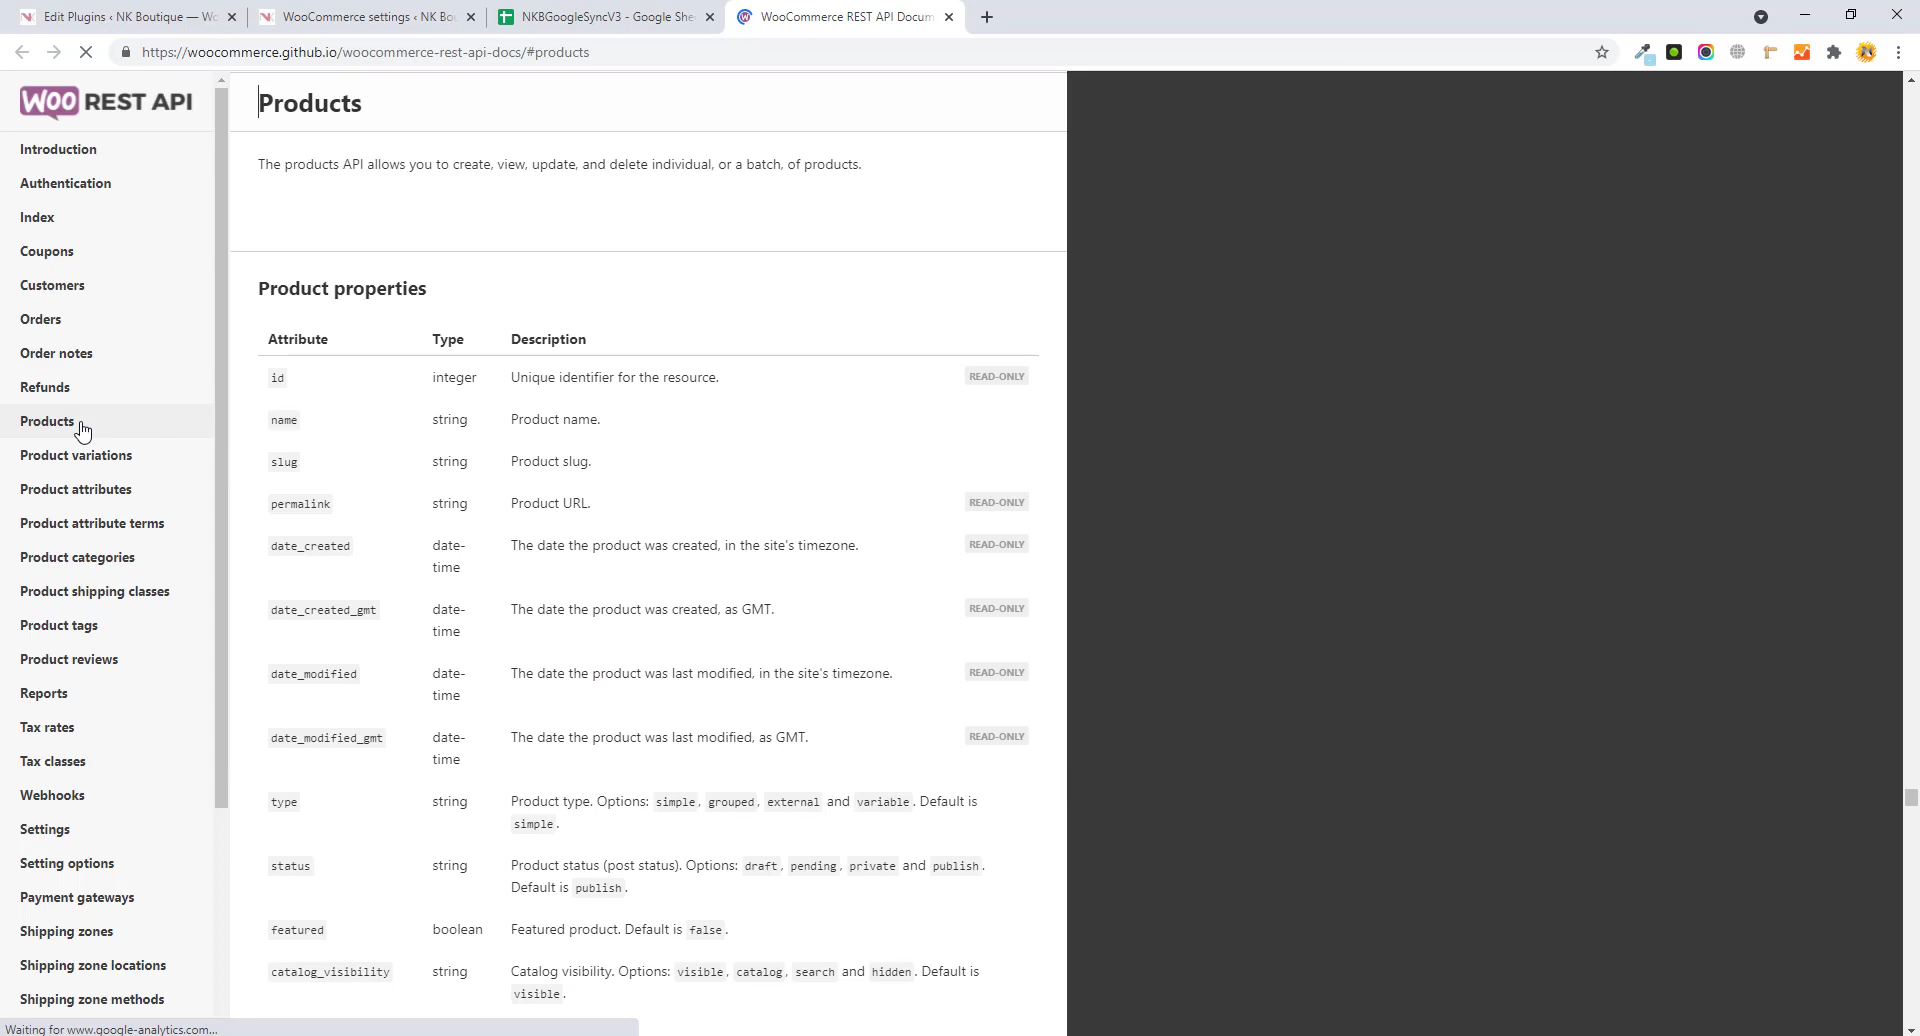 Edit Plugins ‹ NK Boutique — Wo
WooCommerce settings ‹ NK Bou
NKBGoogleSyncV3 - Google Shee
WooCommerce REST API Docum
https://woocommerce.github.io/woocommerce-rest-api-docs/#products
WOO REST API
Introduction
Authentication
Index
Coupons
Customers
Orders
Order notes
Refunds
Products
Product variations
Product attributes
Product attribute terms
Product categories
Product shipping classes
Product tags
Product reviews
Reports
Tax rates
Tax classes
Webhooks
Settings
Setting options
Payment gateways
Shipping zones
Shipping zone locations
Shipping zone methods
Products
The products API allows you to create, view, update, and delete individual, or a batch, of products.
Product properties
Attribute Type Description
id integer Unique identifier for the resource. READ-ONLY
name string Product name.
slug string Product slug.
permalink string Product URL. READ-ONLY
date_created date- The date the product was created, in the site's timezone. READ-ONLY
time
date_created_gmt date- The date the product was created, as GMT. READ-ONLY
time
date_modified date- The date the product was last modified, in the site's timezone. READ-ONLY
time
date_modified_gmt date- The date the product was last modified, as GMT. READ-ONLY
time
type string Product type. Options: simple, grouped, external and variable. Default is
simple.
status string Product status (post status). Options: draft, pending, private and publish.
Default is publish.
featured boolean Featured product. Default is false.
catalog_visibility string Catalog visibility. Options: visible, catalog, search and hidden. Default is
visible.
Waiting for www.google-analytics.com...